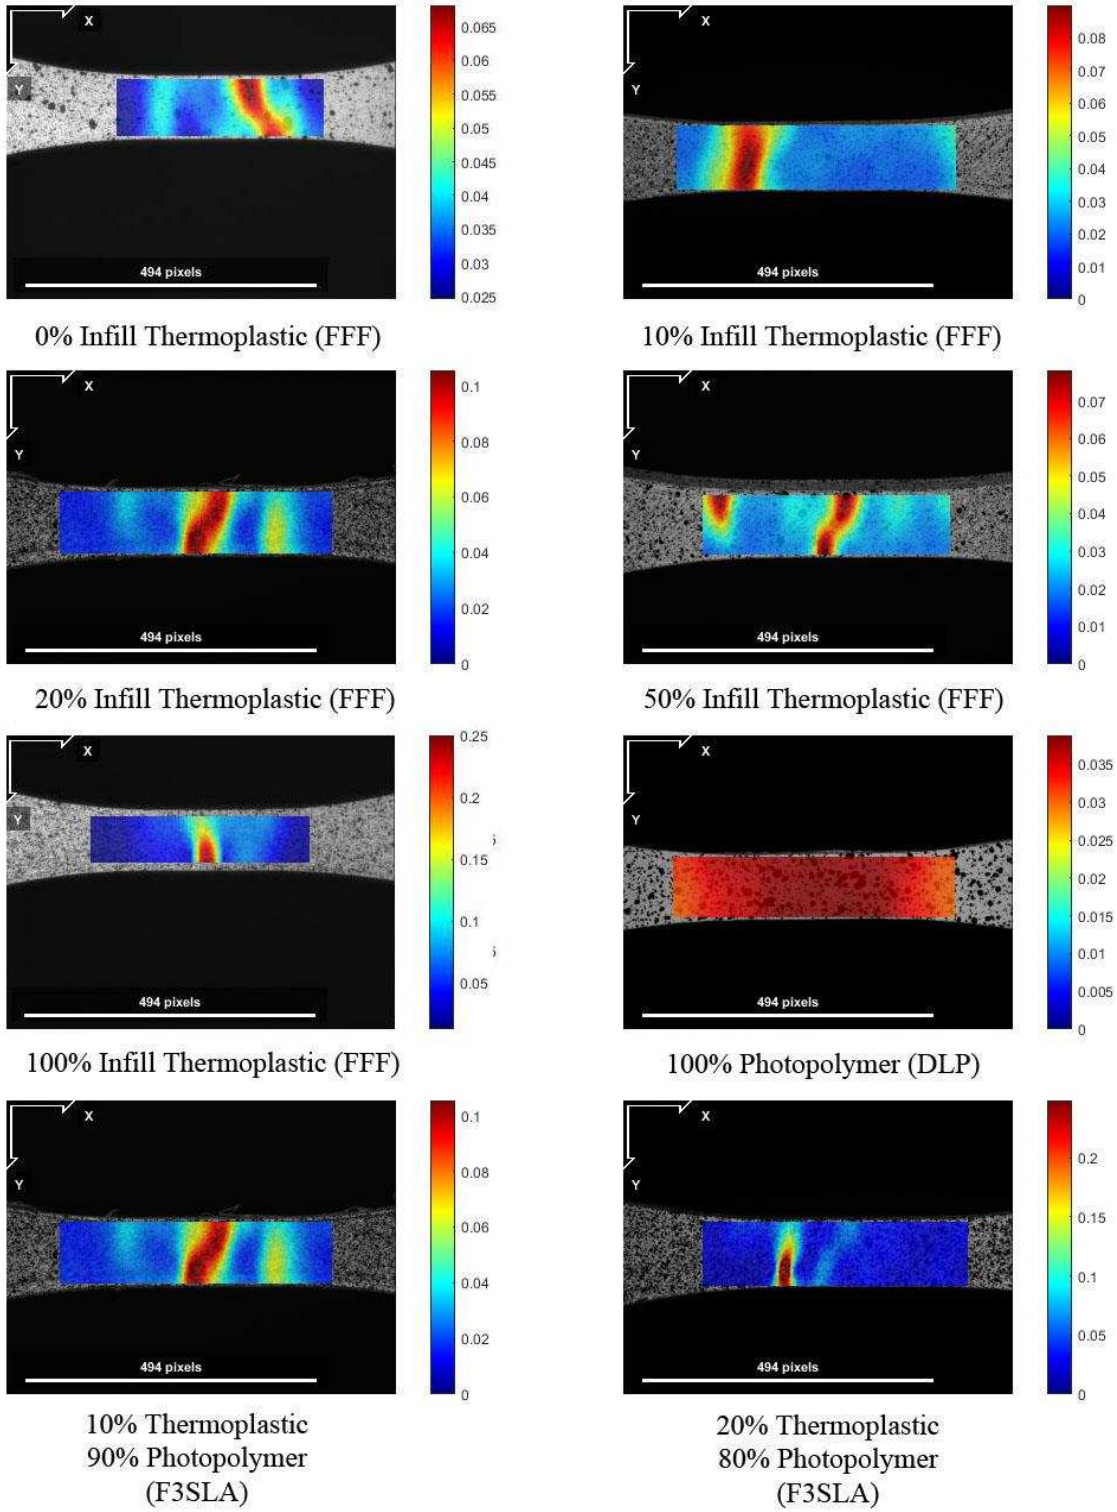 X
Y
494 pixels
0.065
0.06
0.055
0.05
0.045
0.04
0.035
0.03
0.025
0% Infill Thermoplastic (FFF)
X
Y
494 pixels
0.08
0.07
0.06
0.05
0.04
0.03
0.02
0.01
0
10% Infill Thermoplastic (FFF)
X
Y
494 pixels
0.1
0.08
0.06
0.04
0.02
0
20% Infill Thermoplastic (FFF)
X
Y
494 pixels
0.07
0.06
0.05
0.04
0.03
0.02
0.01
0
50% Infill Thermoplastic (FFF)
X
Y
494 pixels
0.25
0.2
0.15
0.1
0.05
100% Infill Thermoplastic (FFF)
X
Y
494 pixels
0.035
0.03
0.025
0.02
0.015
0.01
0.005
0
100% Photopolymer (DLP)
X
Y
494 pixels
0.1
0.08
0.06
0.04
0.02
0
10% Thermoplastic
90% Photopolymer
(F3SLA)
X
Y
494 pixels
0.2
0.15
0.1
0.05
0
20% Thermoplastic
80% Photopolymer
(F3SLA)